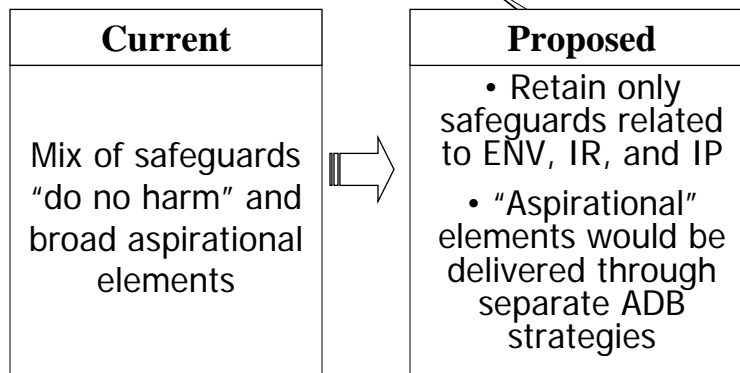 Current
Mix of safeguards
“do no harm” and
broad aspirational
elements
Proposed
• Retain only
safeguards related
to ENV, IR, and IP
• “Aspirational”
elements would be
delivered through
separate ADB
strategies